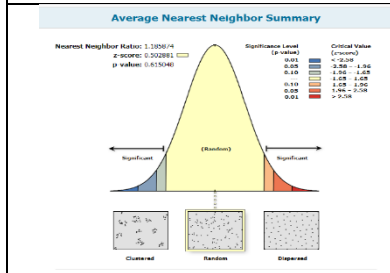 Average Nearest Neighbor Summary
Nearest Neighbor Ratio: 1.185874
z-score: 0.502881
p value: 0.615048
Significance Level
(p value)
Critical Value
(z-score)
0.01 < -2.58
0.05 -2.58 - -1.96
0.10 -1.96 - -1.65
-1.65 - 1.65
0.10 1.65 - 1.96
0.05 1.96 - 2.58
0.01 > 2.58
Significant
(Random)
Significant
Clustered
Random
Dispersed